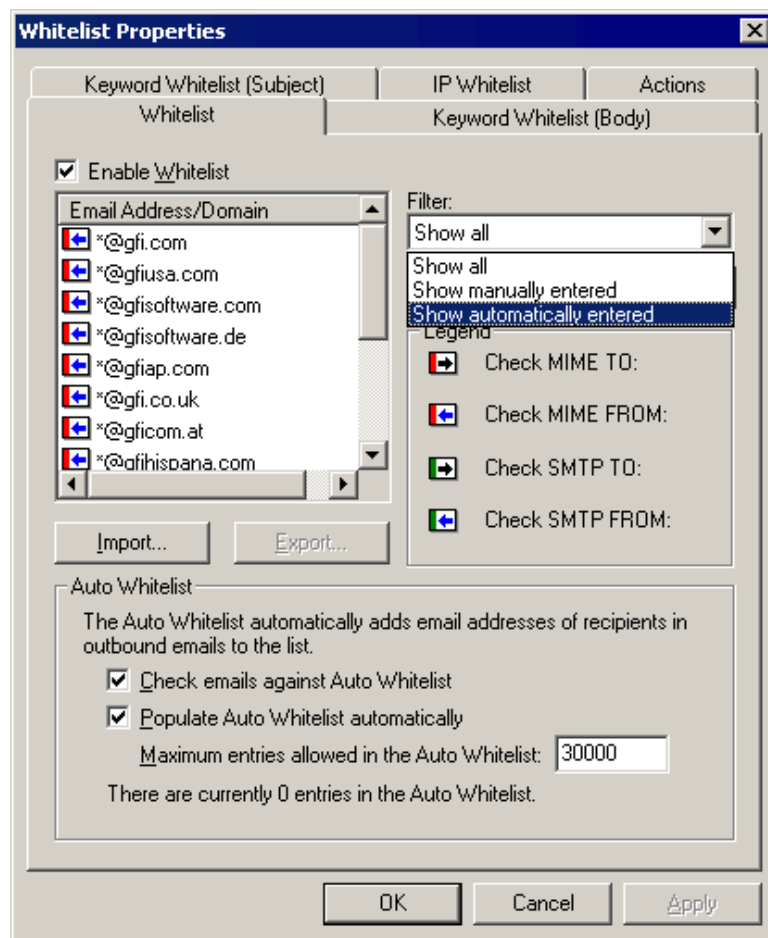 Whitelist Properties
Keyword Whitelist (Subject)
IP Whitelist
Actions
Whitelist
Keyword Whitelist (Body)
Enable Whitelist
Email Address/Domain
*@gfi.com
*@gfiusa.com
*@gfisoftware.com
*@gfisoftware.de
*@gfiap.com
*@gfi.co.uk
*@gficom.at
*@gfihispana.com
Filter:
Show all
Show all
Show manually entered
Show automatically entered
Legend
Check MIME TO:
Check MIME FROM:
Check SMTP TO:
Check SMTP FROM:
Import...
Export...
Auto Whitelist
The Auto Whitelist automatically adds email addresses of recipients in
outbound emails to the list.
Check emails against Auto Whitelist
Populate Auto Whitelist automatically
Maximum entries allowed in the Auto Whitelist: 30000
There are currently 0 entries in the Auto Whitelist.
OK
Cancel
Apply